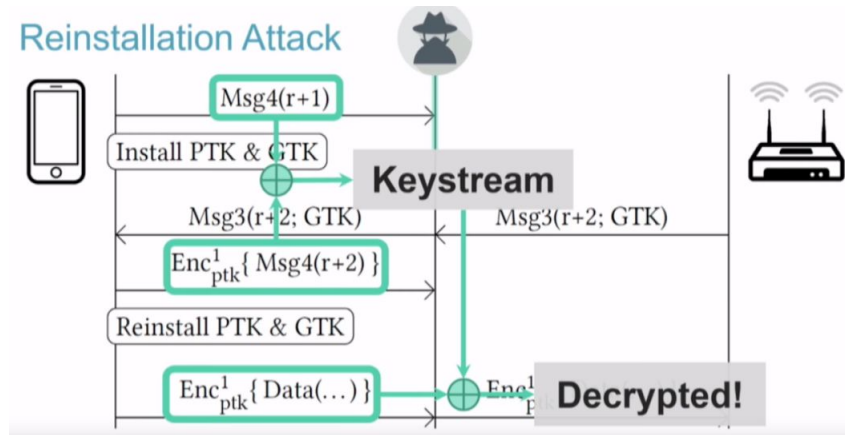 Reinstallation Attack
Msg4(r+1)
Install PTK & GTK
Keystream
Msg3(r+2; GTK)
Msg3(r+2; GTK)
Enc¹ₚₜₖ{ Msg4(r+2) }
Reinstall PTK & GTK
Enc¹ₚₜₖ{ Data(…) }
Enc¹
Decrypted!